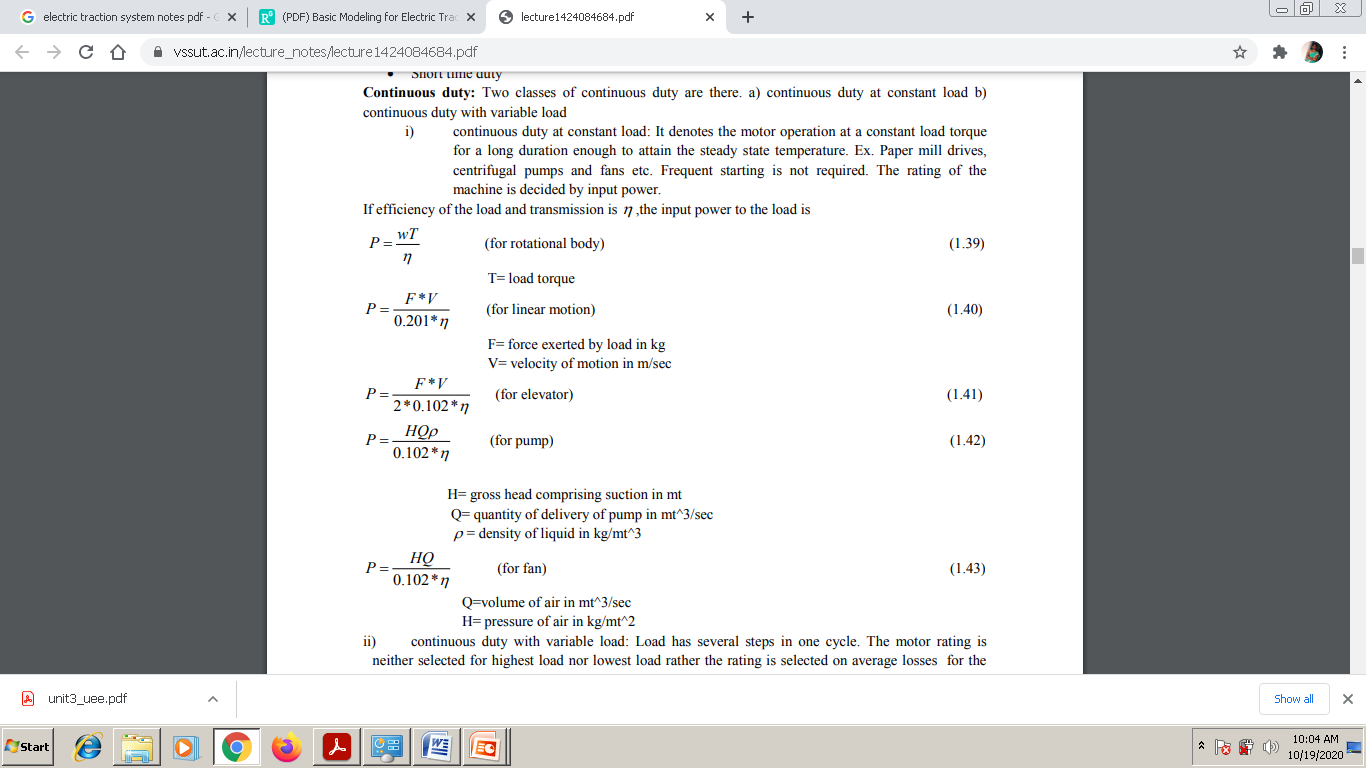 electric traction system notes pdf - G
(PDF) Basic Modeling for Electric Trac
lecture1424084684.pdf
vssut.ac.in/lecture_notes/lecture1424084684.pdf
• Short time duty
Continuous duty: Two classes of continuous duty are there. a) continuous duty at constant load b)
continuous duty with variable load
i) continuous duty at constant load: It denotes the motor operation at a constant load torque
for a long duration enough to attain the steady state temperature. Ex. Paper mill drives,
centrifugal pumps and fans etc. Frequent starting is not required. The rating of the
machine is decided by input power.
If efficiency of the load and transmission is η ,the input power to the load is
P = wT / η (for rotational body) (1.39)
T= load torque
P = F * V / 0.201* η (for linear motion) (1.40)
F= force exerted by load in kg
V= velocity of motion in m/sec
P = F * V / 2 * 0.102 * η (for elevator) (1.41)
P = HQρ / 0.102 * η (for pump) (1.42)
H= gross head comprising suction in mt
Q= quantity of delivery of pump in mt^3/sec
ρ = density of liquid in kg/mt^3
P = HQ / 0.102 * η (for fan) (1.43)
Q=volume of air in mt^3/sec
H= pressure of air in kg/mt^2
ii) continuous duty with variable load: Load has several steps in one cycle. The motor rating is
neither selected for highest load nor lowest load rather the rating is selected on average losses for the
unit3_uee.pdf
Show all
Start
10:04 AM
10/19/2020